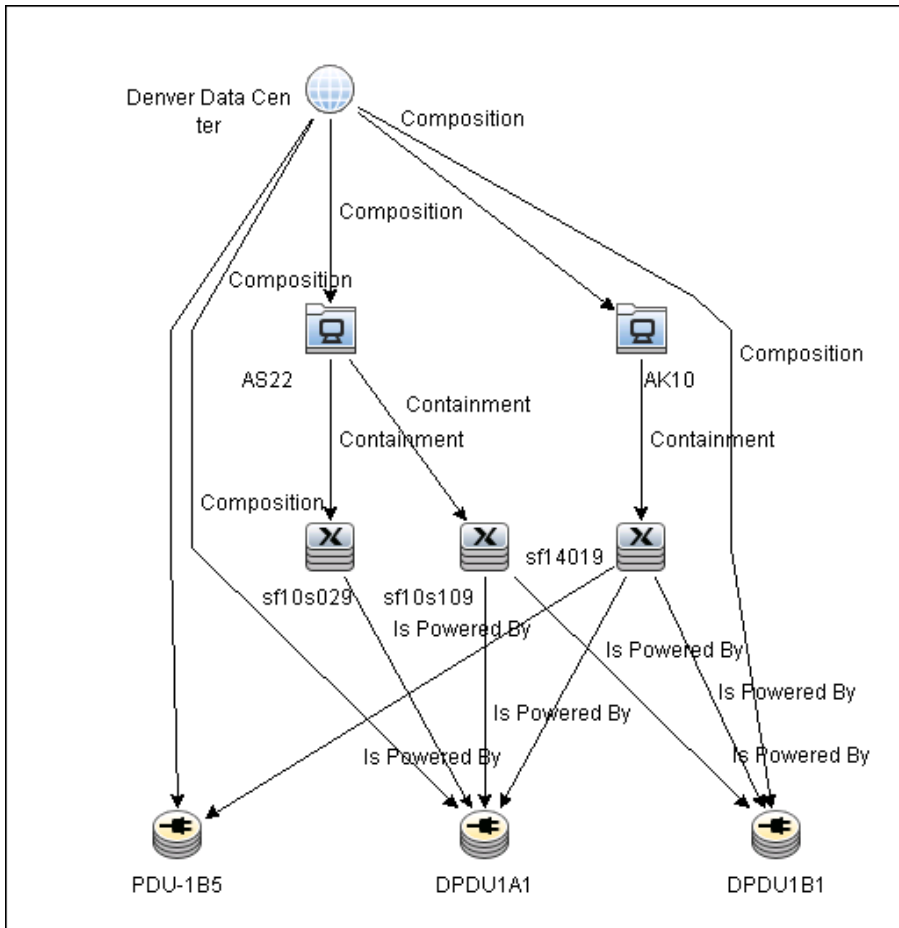 Denver Data Cen
ter
Composition
Composition
Composition
Composition
AS22
AK10
Containment
Containment
Containment
Composition
sf14019
sf10s029
sf10s109
Is Powered By
Is Powered By
Is Powered By
Is Powered By
Is Powered By
Is Powered By
PDU-1B5
DPDU1A1
DPDU1B1